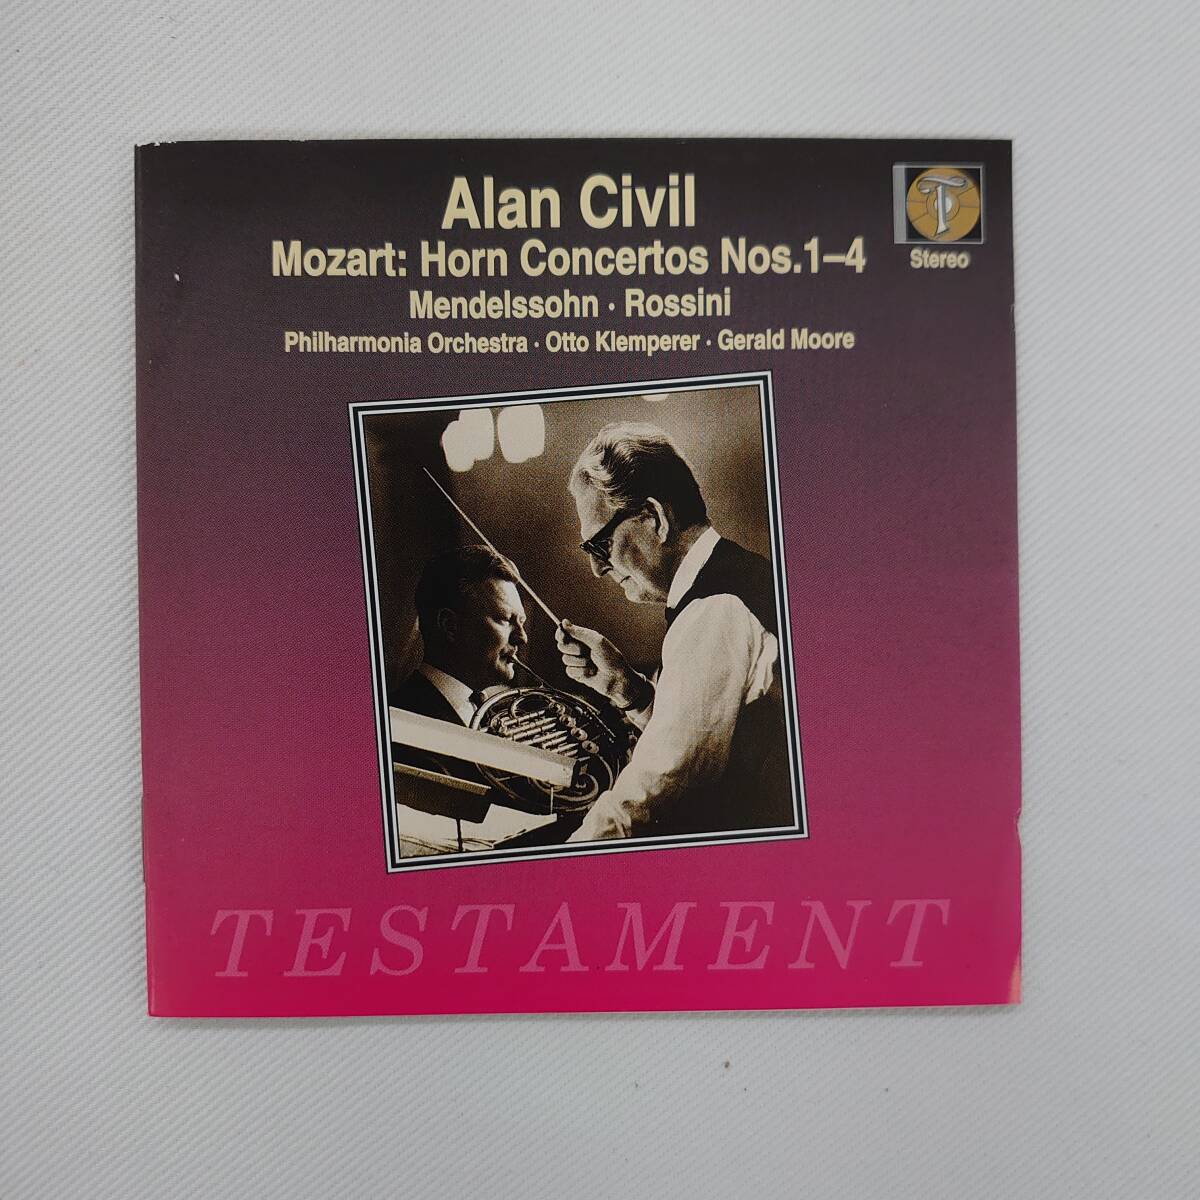 Alan Civil
Mozart: Horn Concertos Nos.1–4
Mendelssohn · Rossini
Philharmonia Orchestra · Otto Klemperer · Gerald Moore
T
Stereo
TESTAMENT